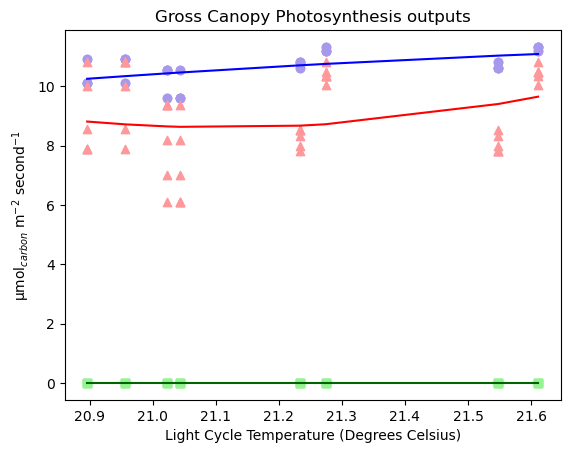 Gross Canopy Photosynthesis outputs
μmol_carbon m⁻² second⁻¹
10
8
6
4
2
0
20.9 21.0 21.1 21.2 21.3 21.4 21.5 21.6
Light Cycle Temperature (Degrees Celsius)